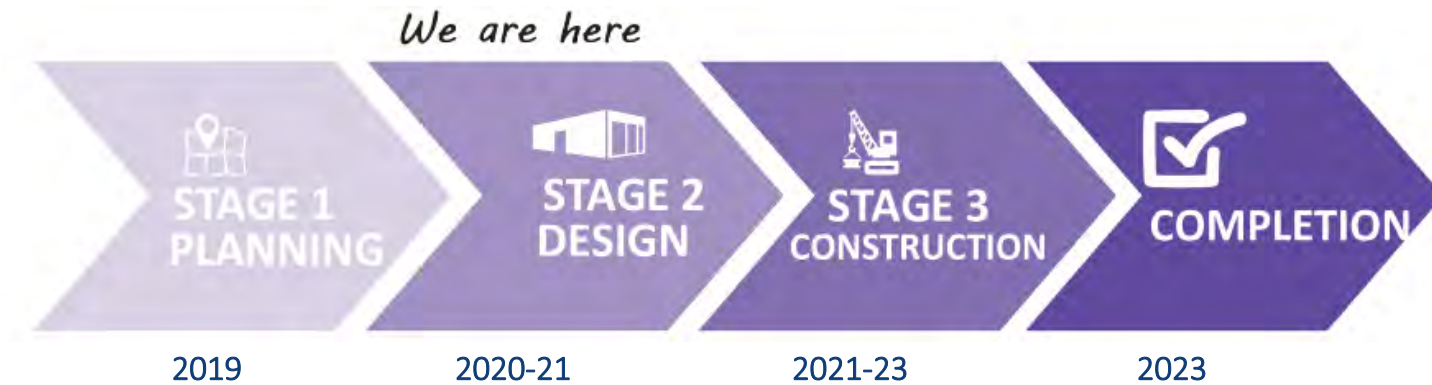 We are here
STAGE 1
PLANNING
STAGE 2
DESIGN
STAGE 3
CONSTRUCTION
COMPLETION
2019
2020-21
2021-23
2023